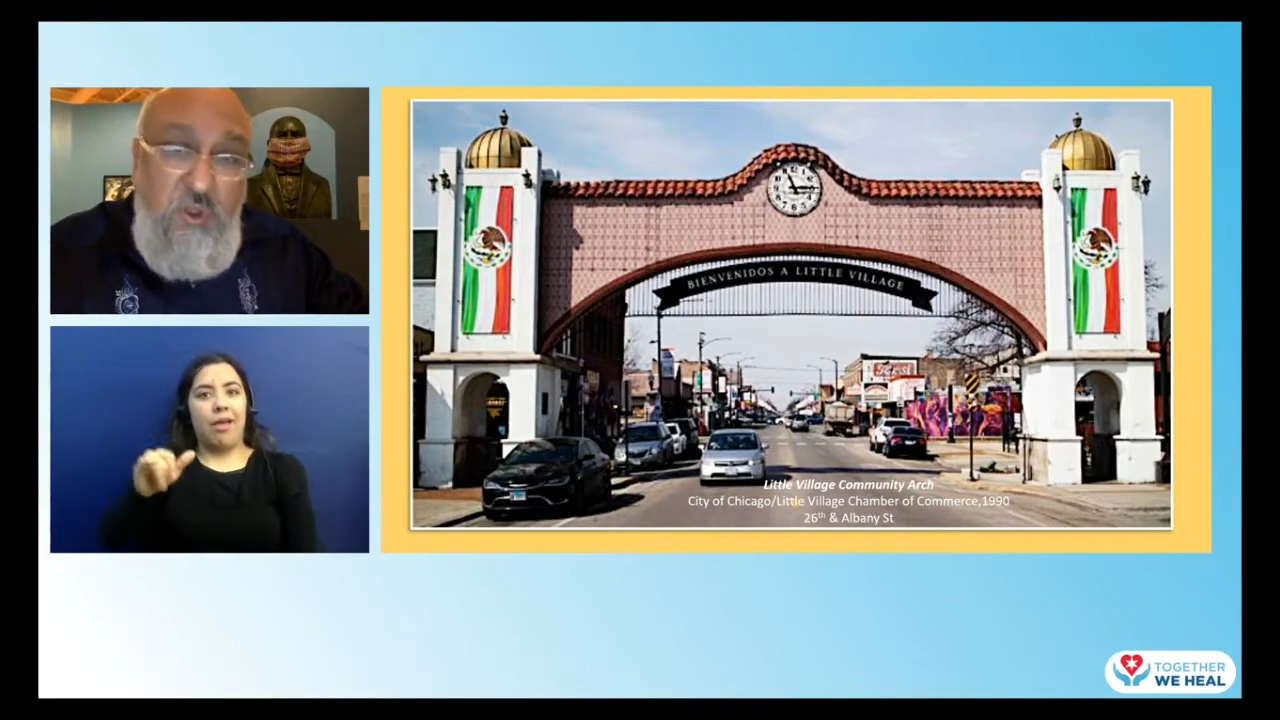 BIENVENIDOS A LITTLE VILLAGE
Little Village Community Arch
City of Chicago/Little Village Chamber of Commerce,1990
26th & Albany St
TOGETHER
WE HEAL